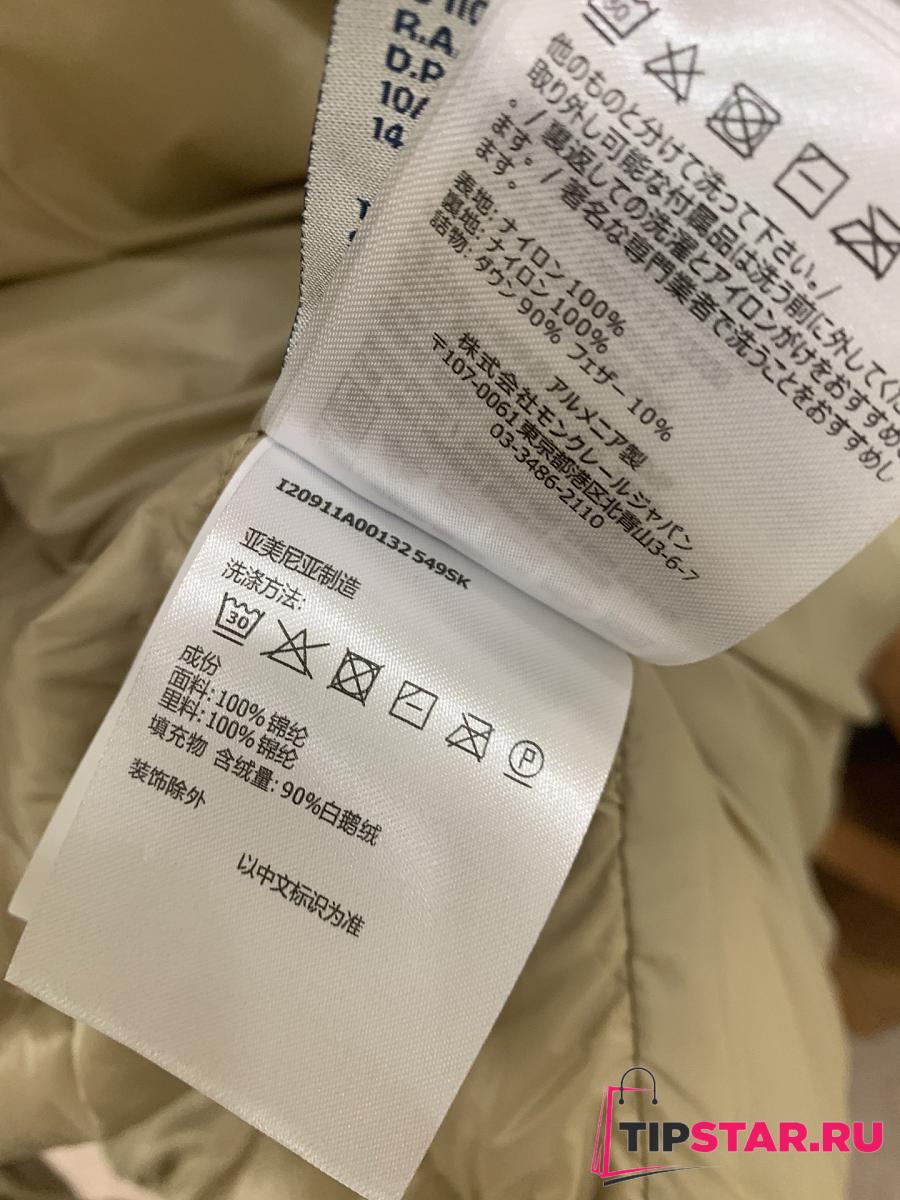 R.A.
D.P
14
他のものと分けて洗って下さい。/
取り外し可能な付属品は洗う前に外してくだ
。/ 裏返しての洗濯とアイロンがけをおすすめ
ます。/ 著名な専門業者で洗うことをおすすめし
ます。
表地: ナイロン 100%
裏地: ナイロン 100%
詰物: ダウン 90% フェザー 10%
アルメニア製
株式会社モンクレールジャパン
〒107-0061 東京都港区北青山3-6-7
03-3486-2110
I20911A00132 549SK
亚美尼亚制造
洗涤方法:
30
P
成份
面料: 100% 锦纶
里料: 100% 锦纶
填充物 含绒量: 90%白鹅绒
装饰除外
以中文标识为准
TIPSTAR.RU